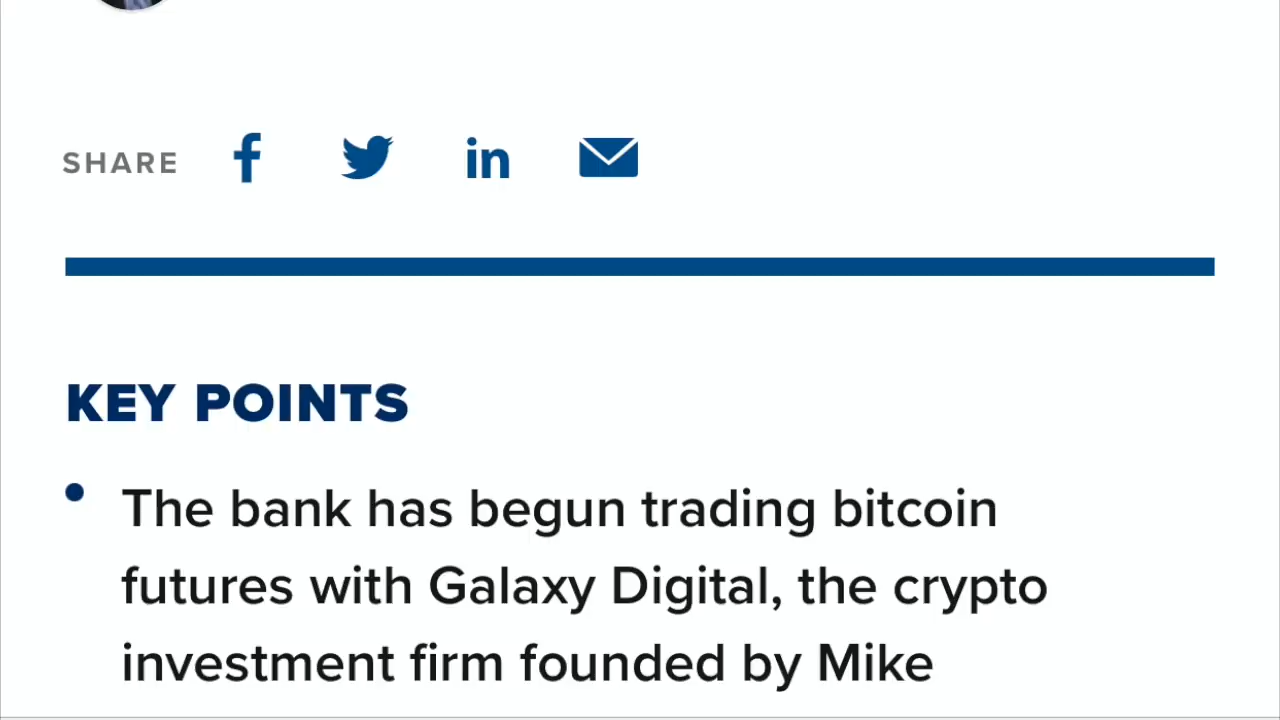 SHARE
KEY POINTS
The bank has begun trading bitcoin
futures with Galaxy Digital, the crypto
investment firm founded by Mike